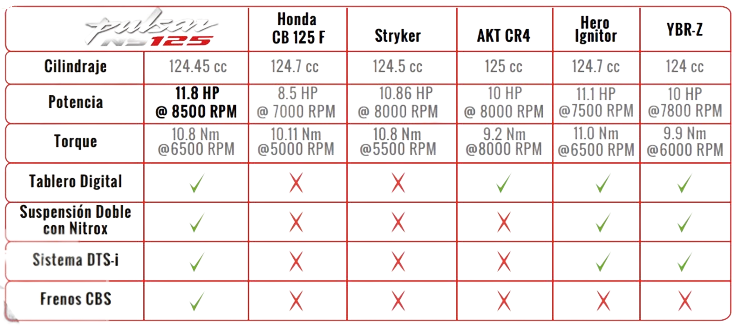 pulsar
NS125
Honda
CB 125 F
Stryker
AKT CR4
Hero
Ignitor
YBR-Z
Cilindraje
124.45 cc
124.7 cc
124.5 cc
125 cc
124.7 cc
124 cc
Potencia
11.8 HP
@ 8500 RPM
8.5 HP
@ 7000 RPM
10.86 HP
@ 8000 RPM
10 HP
@ 8000 RPM
11.1 HP
@7500 RPM
10 HP
@7800 RPM
Torque
10.8 Nm
@6500 RPM
10.11 Nm
@5000 RPM
10.8 Nm
@5500 RPM
9.2 Nm
@8000 RPM
11.0 Nm
@6500 RPM
9.9 Nm
@6000 RPM
Tablero Digital
Suspensión Doble
con Nitrox
Sistema DTS-i
Frenos CBS